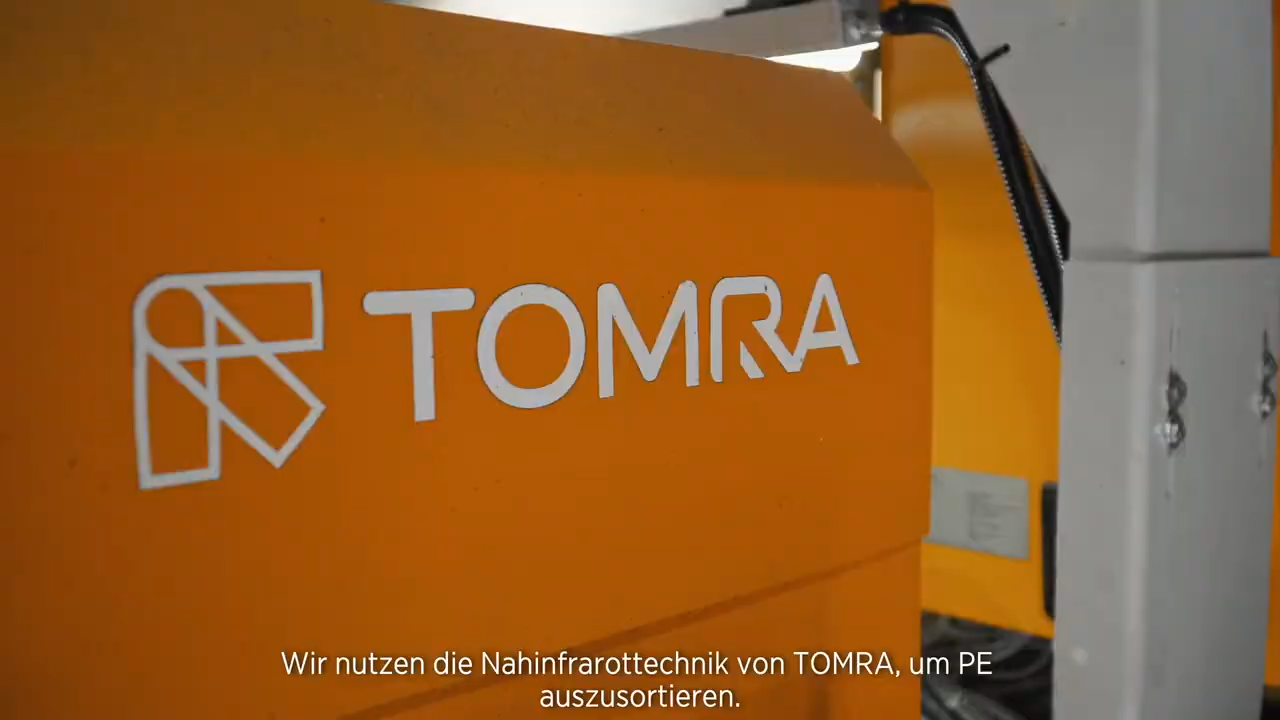 TOMRA
Wir nutzen die Nahinfrarottechnik von TOMRA, um PE
auszusortieren.